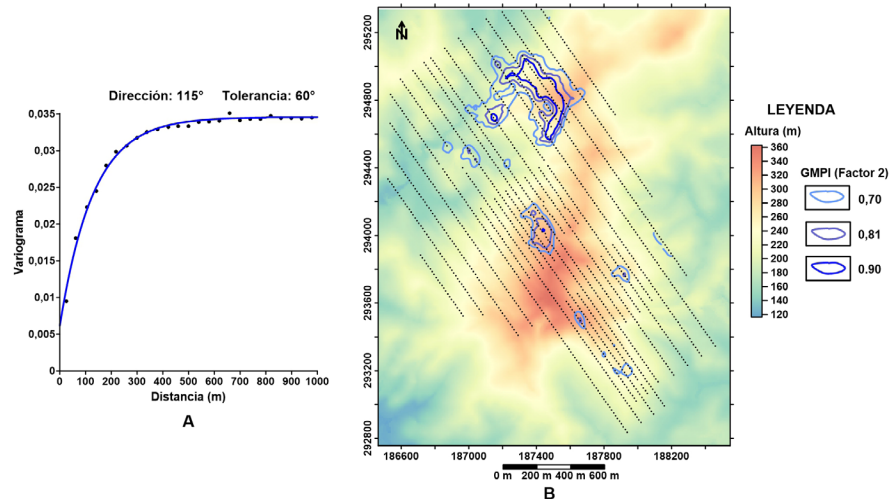 Dirección: 115° Tolerancia: 60°
Variograma
0,035
0,03
0,025
0,02
0,015
0,01
0,005
0
0 100 200 300 400 500 600 700 800 900 1000
Distancia (m)
A
N
295200
294800
294400
294000
293600
293200
292800
186600 187000 187400 187800 188200
0 m 200 m 400 m 600 m
B
LEYENDA
Altura (m)
360
340
320
300
280
260
240
220
200
180
160
140
120
GMPI (Factor 2)
0,70
0,81
0.90